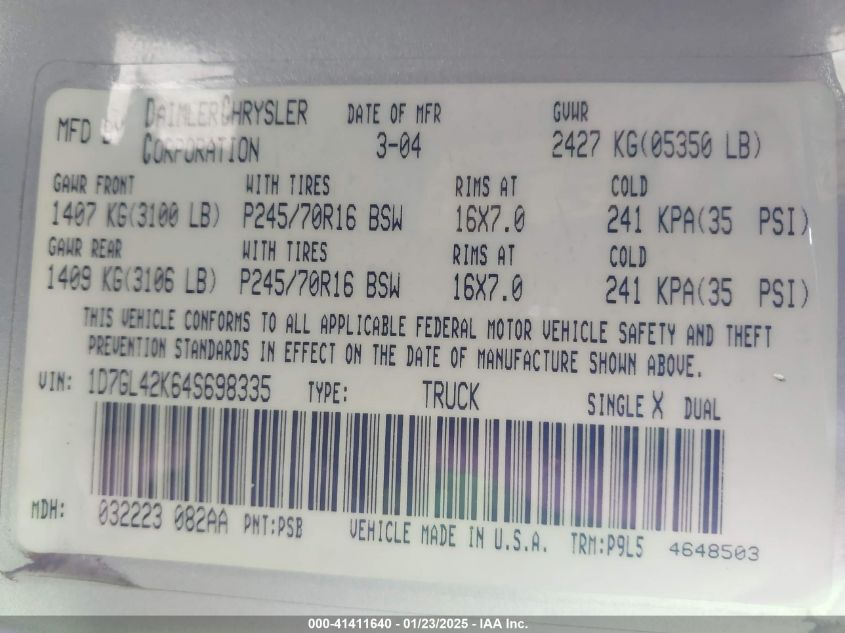 MFD BY DAIMLERCHRYSLER CORPORATION DATE OF MFR 3-04 GVWR 2427 KG(05350 LB)
GAWR FRONT WITH TIRES RIMS AT COLD
1407 KG(3100 LB) P245/70R16 BSW 16X7.0 241 KPA(35 PSI)
GAWR REAR WITH TIRES RIMS AT COLD
1409 KG(3106 LB) P245/70R16 BSW 16X7.0 241 KPA(35 PSI)
THIS VEHICLE CONFORMS TO ALL APPLICABLE FEDERAL MOTOR VEHICLE SAFETY AND THEFT
PREVENTION STANDARDS IN EFFECT ON THE DATE OF MANUFACTURE SHOWN ABOVE.
VIN: 1D7GL42K64S698335 TYPE: TRUCK SINGLE X DUAL
MDH: 032223 082AA PNT:PSB VEHICLE MADE IN U.S.A. TRM:P9L5 4648503
000-41411640 - 01/23/2025 - IAA Inc.